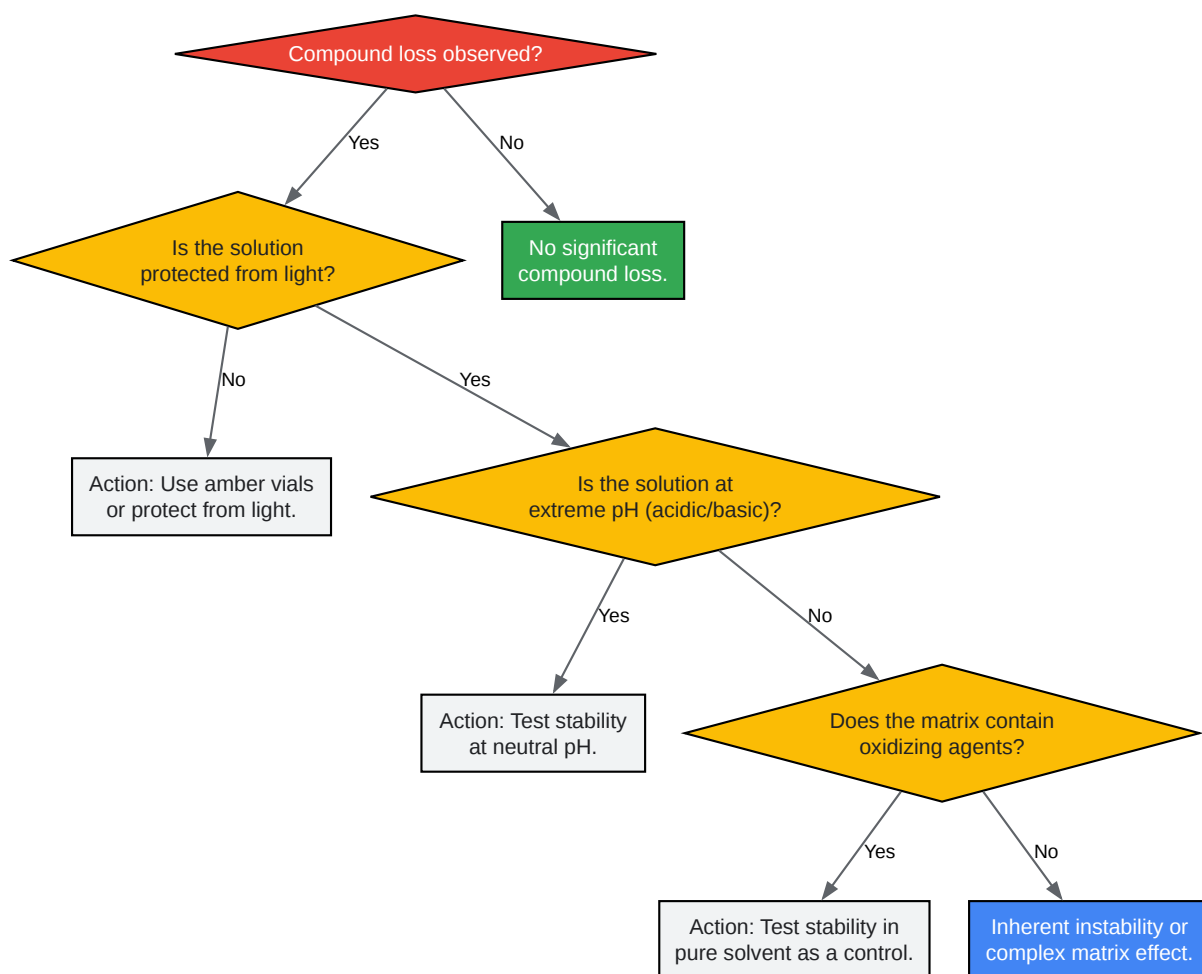 Compound loss observed?
Yes
No
Is the solution
protected from light?
No significant
compound loss.
No
Yes
Action: Use amber vials
or protect from light.
Is the solution at
extreme pH (acidic/basic)?
Yes
No
Action: Test stability
at neutral pH.
Does the matrix contain
oxidizing agents?
Yes
No
Action: Test stability in
pure solvent as a control.
Inherent instability or
complex matrix effect.